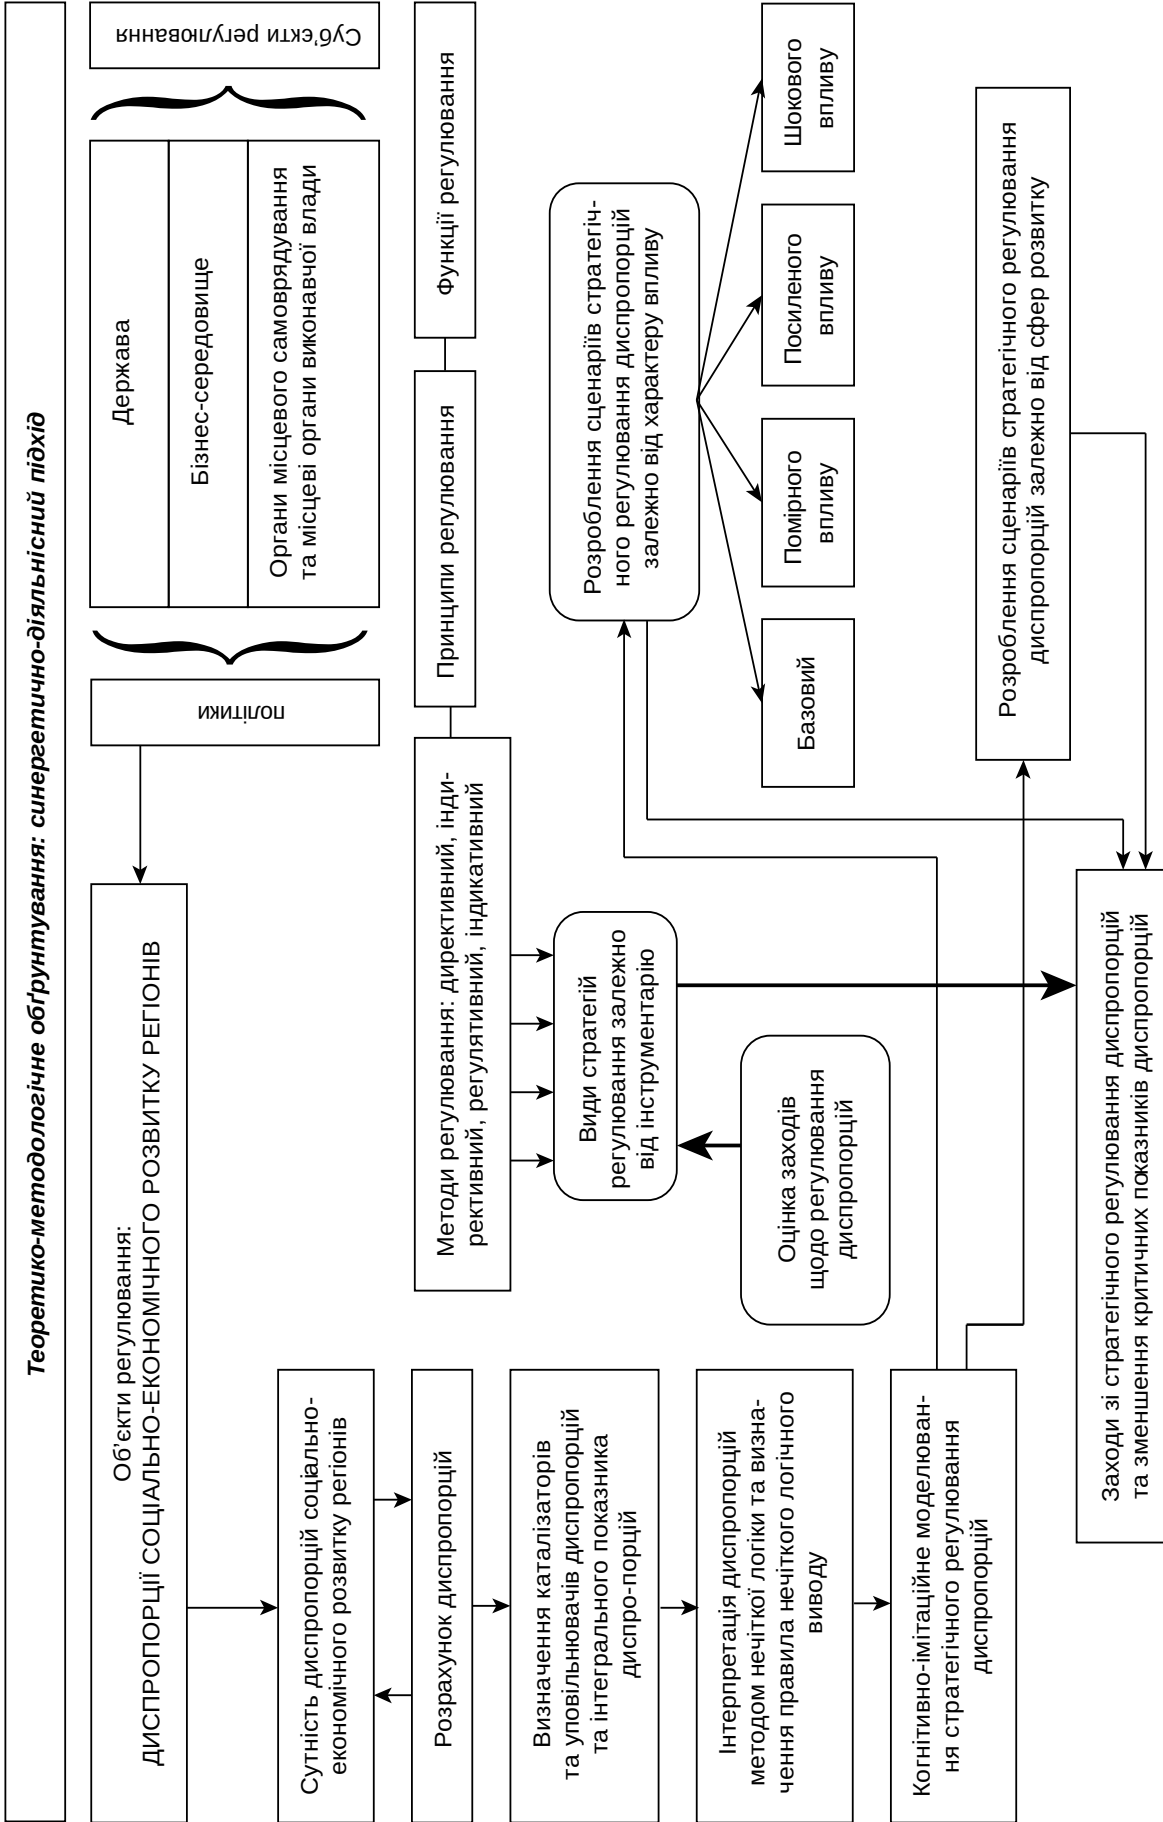 Теоретико-методологічне обґрунтування: синергетично-діяльнісний підхід
Об’єкти регулювання:
ДИСПРОПОРЦІЇ СОЦІАЛЬНО-ЕКОНОМІЧНОГО РОЗВИТКУ РЕГІОНІВ
політики
Держава
Бізнес-середовище
Органи місцевого самоврядування
та місцеві органи виконавчої влади
Суб’єкти регулювання
Сутність диспропорцій соціально-
економічного розвитку регіонів
Розрахунок диспропорцій
Визначення каталізаторів
та уповільнювачів диспропорцій
та інтегрального показника
диспро-порцій
Інтерпретація диспропорцій
методом нечіткої логіки та визна-
чення правила нечіткого логічного
виводу
Когнітивно-імітаційне моделюван-
ня стратегічного регулювання
диспропорцій
Методи регулювання: директивний, інди-
рективний, регулятивний, індикативний
Принципи регулювання
Функції регулювання
Види стратегій
регулювання залежно
від інструментарію
Оцінка заходів
щодо регулювання
диспропорцій
Розроблення сценаріїв стратегіч-
ного регулювання диспропорцій
залежно від характеру впливу
Базовий
Помірного
впливу
Посиленого
впливу
Шокового
впливу
Розроблення сценаріїв стратегічного регулювання
диспропорцій залежно від сфер розвитку
Заходи зі стратегічного регулювання диспропорцій
та зменшення критичних показників диспропорцій